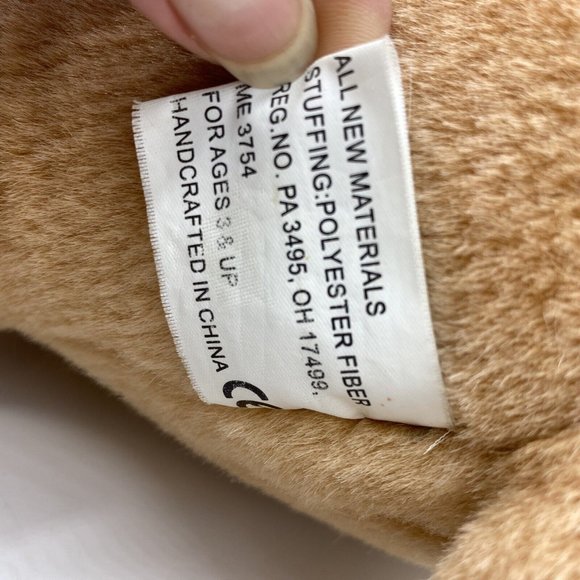 ALL NEW MATERIALS
STUFFING:POLYESTER FIBER
REG.NO. PA 3495, OH 17499,
ME 3754
FOR AGES 3 & UP
HANDCRAFTED IN CHINA
CE